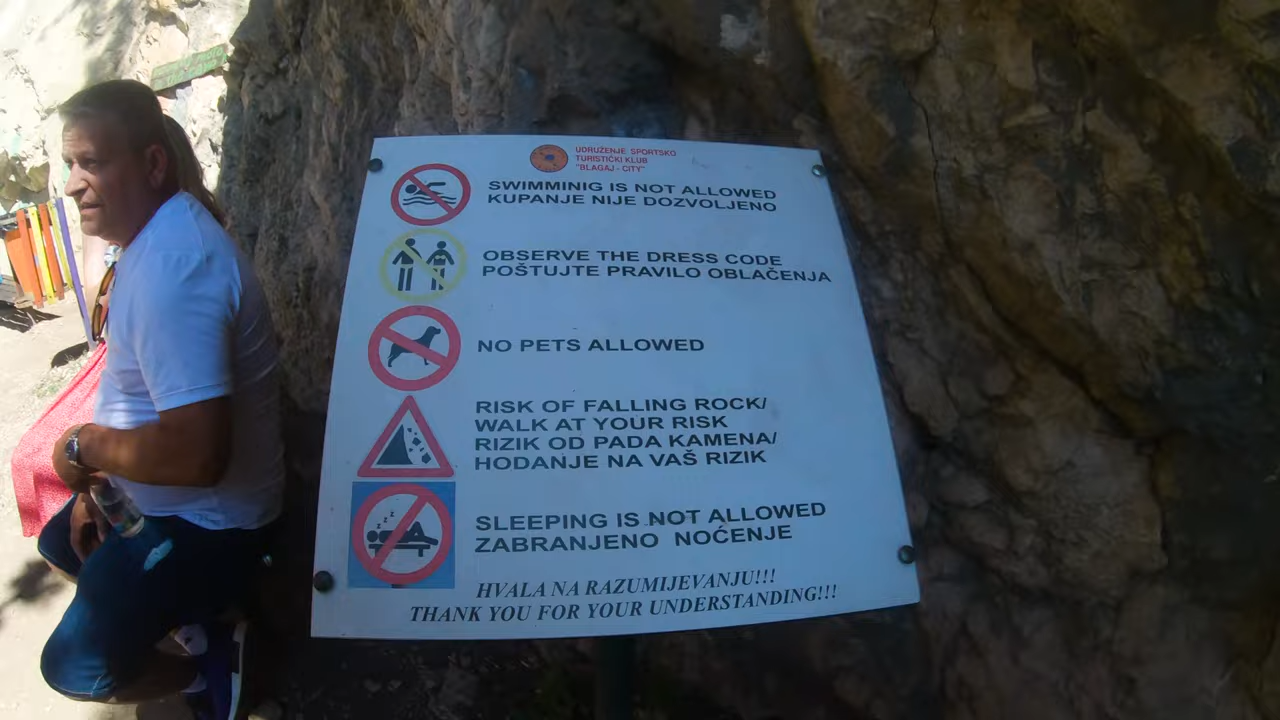 UDRUŽENJE SPORTSKO
TURISTIČKI KLUB
"BLAGAJ - CITY"
SWIMMINIG IS NOT ALLOWED
KUPANJE NIJE DOZVOLJENO
OBSERVE THE DRESS CODE
POŠTUJTE PRAVILO OBLAČENJA
NO PETS ALLOWED
RISK OF FALLING ROCK/
WALK AT YOUR RISK
RIZIK OD PADA KAMENA/
HODANJE NA VAŠ RIZIK
SLEEPING IS NOT ALLOWED
ZABRANJENO NOĆENJE
HVALA NA RAZUMIJEVANJU!!!
THANK YOU FOR YOUR UNDERSTANDING!!!